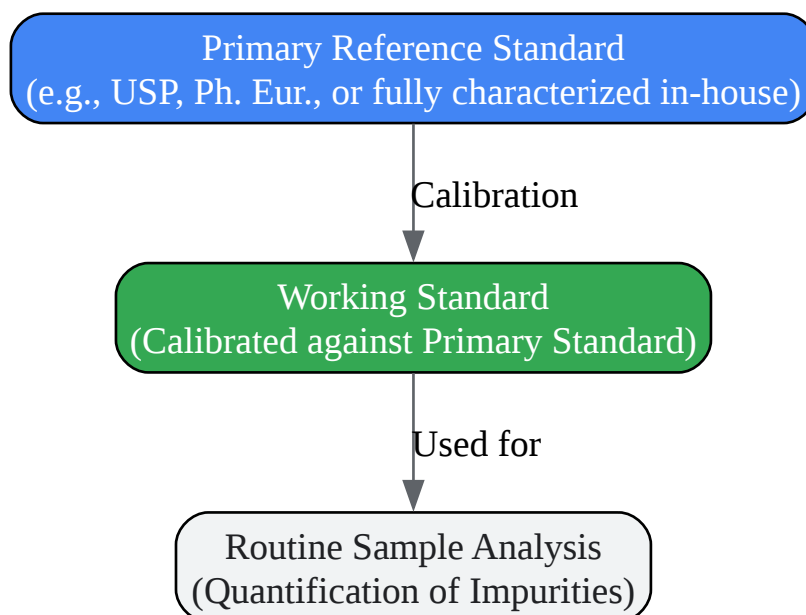 Primary Reference Standard
(e.g., USP, Ph. Eur., or fully characterized in-house)
Calibration
Working Standard
(Calibrated against Primary Standard)
Used for
Routine Sample Analysis
(Quantification of Impurities)